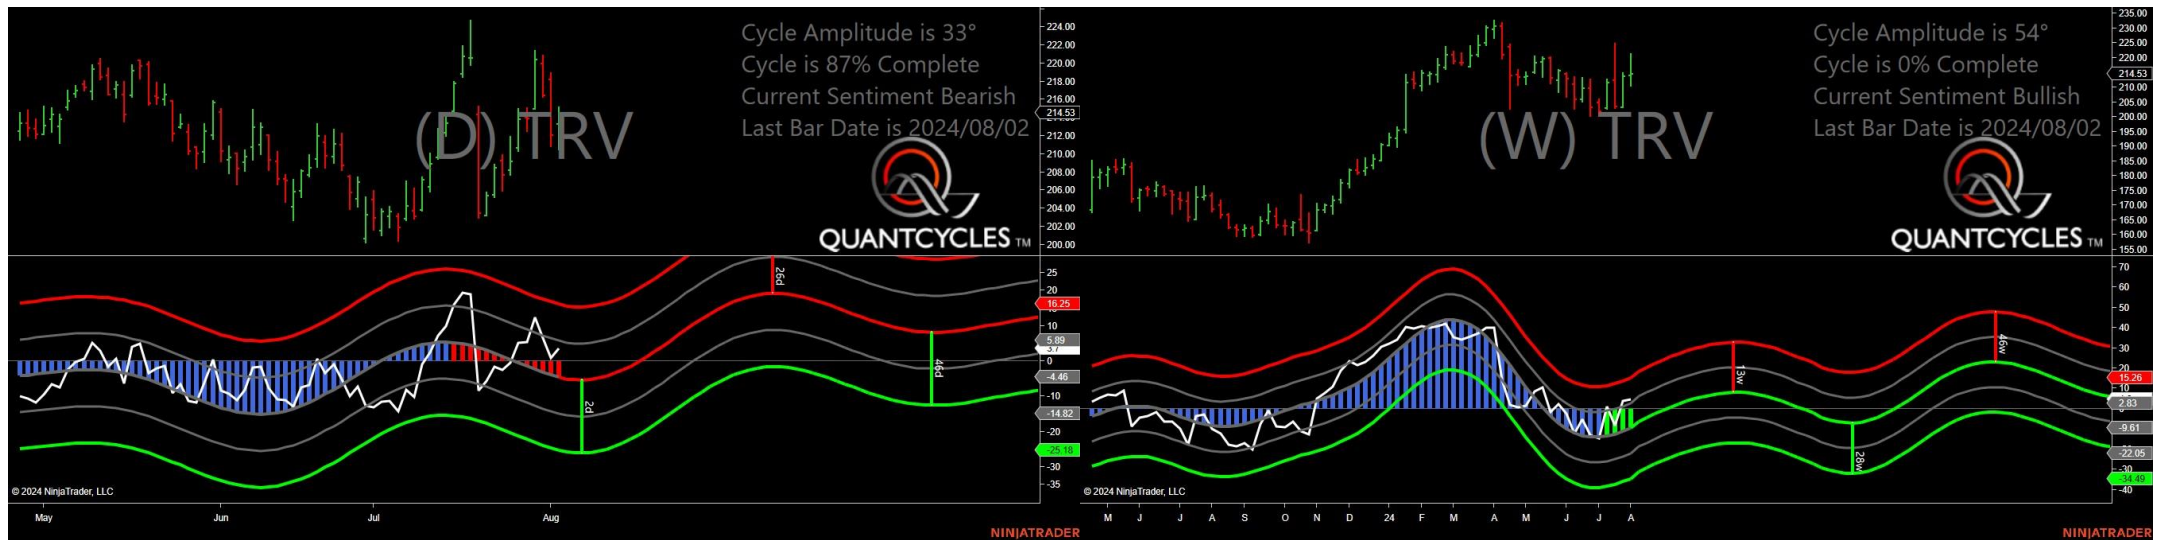 Cycle Amplitude is 33°
Cycle is 87% Complete
Current Sentiment Bearish
Last Bar Date is 2024/08/02
(D) TRV
QUANTCYCLES TM
224.00
222.00
220.00
218.00
216.00
214.53
212.00
210.00
208.00
206.00
204.00
202.00
200.00
26d
46d
2d
25
20
16.25
10
5.89
3.7
0
-4.46
-10
-14.82
-20
-25.18
-30
-35
© 2024 NinjaTrader, LLC
May Jun Jul Aug
NINJATRADER
Cycle Amplitude is 54°
Cycle is 0% Complete
Current Sentiment Bullish
Last Bar Date is 2024/08/02
(W) TRV
QUANTCYCLES TM
235.00
230.00
225.00
220.00
214.53
210.00
205.00
200.00
195.00
190.00
185.00
180.00
175.00
170.00
165.00
160.00
155.00
13w
46w
28w
70
60
50
40
30
20
15.26
10
2.83
-9.61
-22.05
-30
-34.49
-40
© 2024 NinjaTrader, LLC
M J J A S O N D 24 F M A M J J A
NINJATRADER